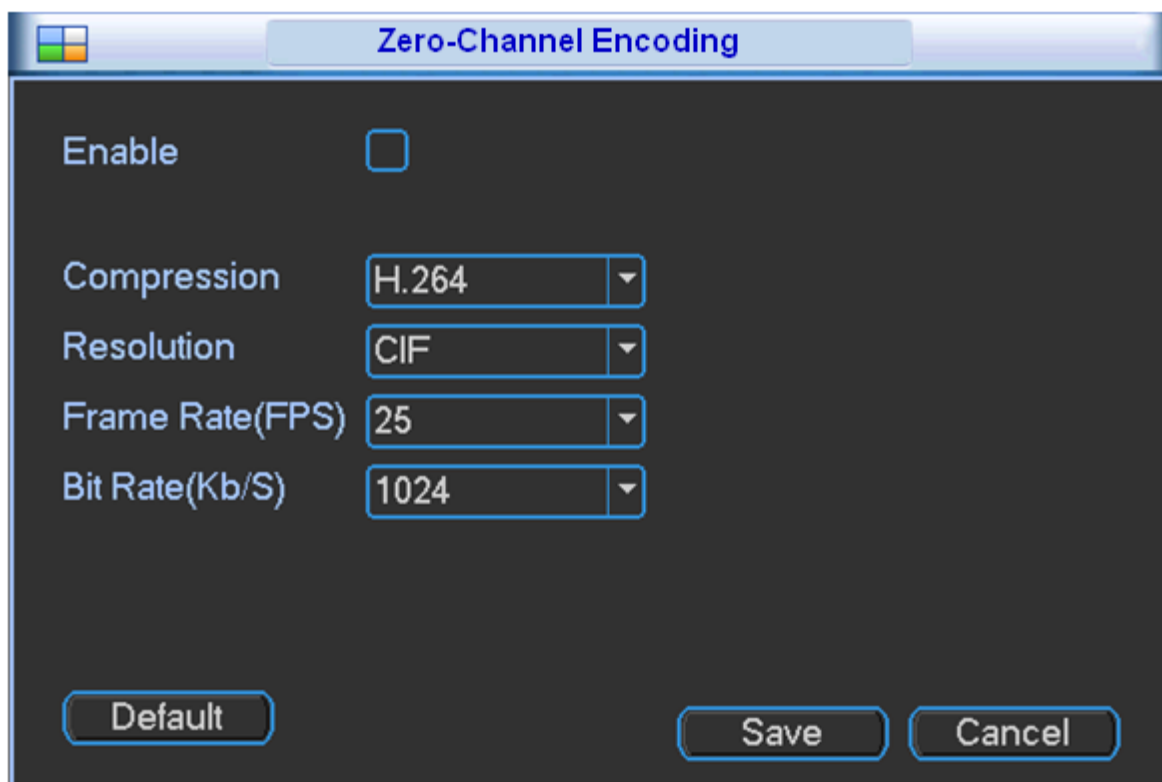 Zero-Channel Encoding
Enable
Compression H.264
Resolution CIF
Frame Rate(FPS) 25
Bit Rate(Kb/S) 1024
Default Save Cancel